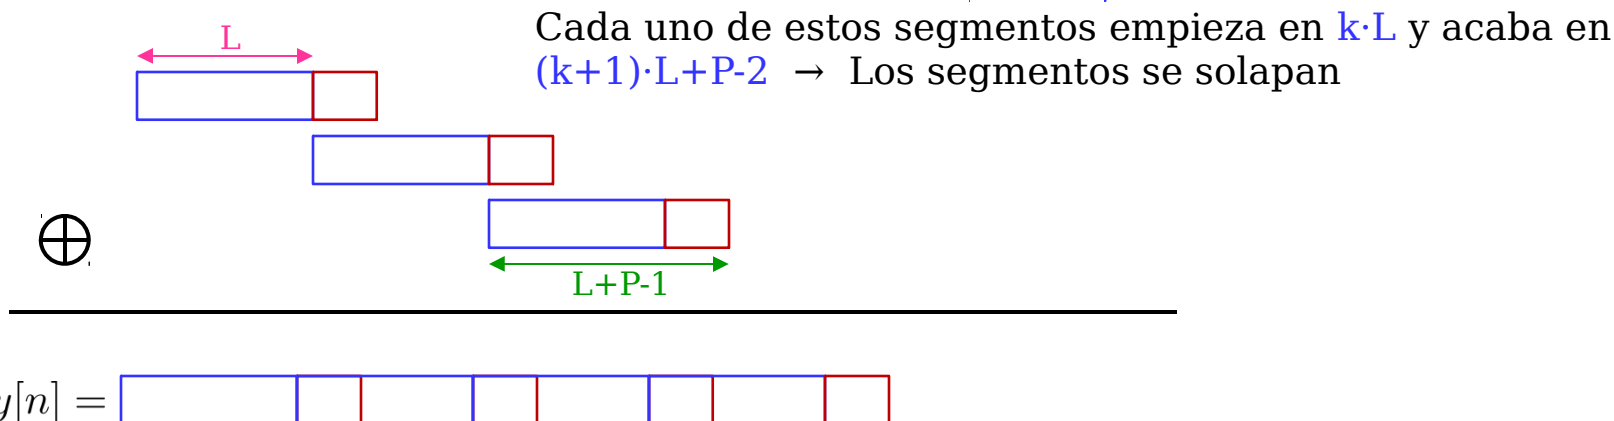 Cada uno de estos segmentos empieza en k·L y acaba en
(k+1)·L+P-2 → Los segmentos se solapan
L
L+P-1
y[n] =